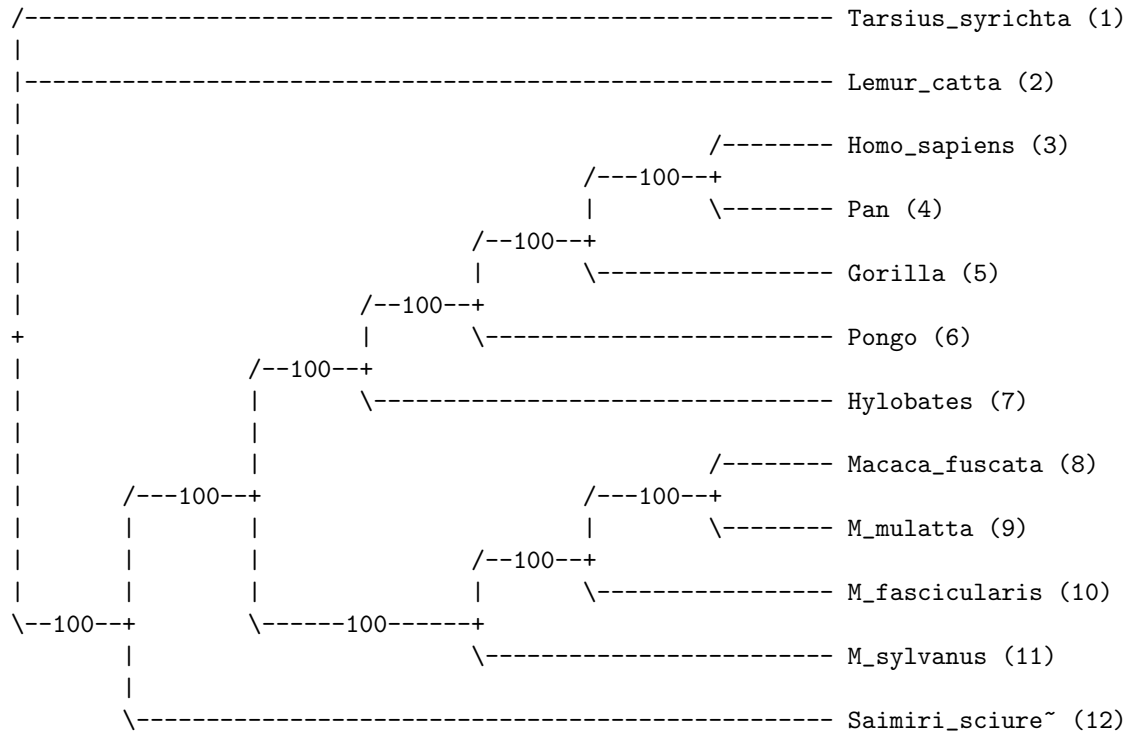 /--------------------------------------------------------- Tarsius_syrichta (1)
|
|--------------------------------------------------------- Lemur_catta (2)
|
|                                                /-------- Homo_sapiens (3)
|                                       /---100--+
|                                       |        \-------- Pan (4)
|                               /--100--+
|                               |       \----------------- Gorilla (5)
|                       /--100--+
+                       |       \------------------------- Pongo (6)
|               /--100--+
|               |       \--------------------------------- Hylobates (7)
|               |
|               |                                /-------- Macaca_fuscata (8)
|      /---100--+                       /---100--+
|      |        |                       |        \-------- M_mulatta (9)
|      |        |               /--100--+
|      |        |               |       \----------------- M_fascicularis (10)
\--100--+       \------100------+
        |                       \------------------------- M_sylvanus (11)
        |
        \------------------------------------------------- Saimiri_sciure~ (12)